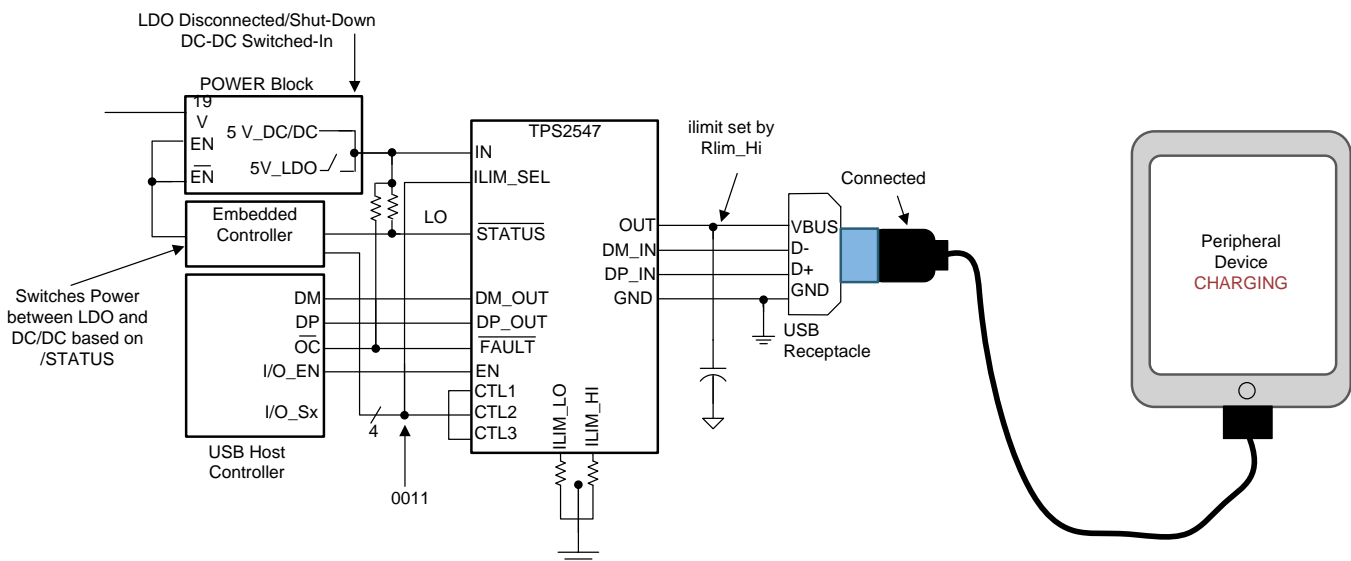 LDO Disconnected/Shut-Down
DC-DC Switched-In
POWER Block
19
V
EN
EN
5 V_DC/DC
5V_LDO
Embedded
Controller
Switches Power
between LDO and
DC/DC based on
/STATUS
DM
DP
OC
I/O_EN
I/O_Sx
USB Host
Controller
LO
4
0011
TPS2547
IN
ILIM_SEL
STATUS
DM_OUT
DP_OUT
FAULT
EN
CTL1
CTL2
CTL3
ILIM_LO
ILIM_HI
OUT
DM_IN
DP_IN
GND
ilimit set by
Rlim_Hi
VBUS
D-
D+
GND
USB
Receptacle
Connected
Peripheral
Device
CHARGING